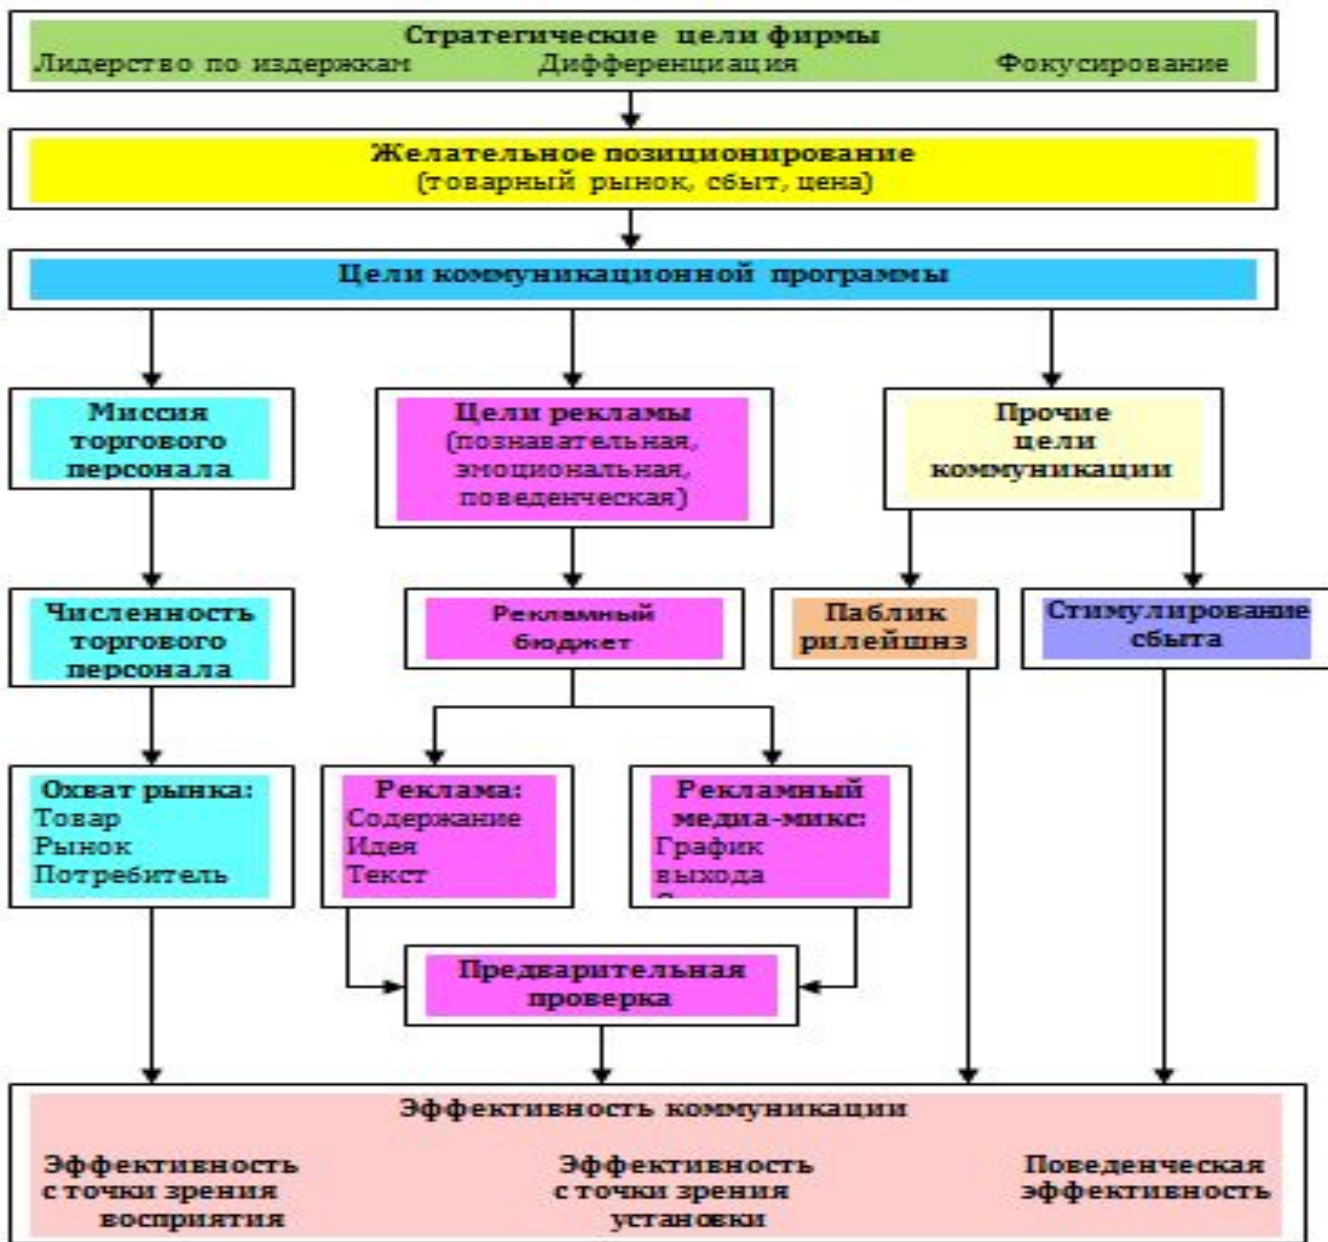 Стратегические цели фирмы
Лидерство по издержкам Дифференциация Фокусирование
Желательное позиционирование
(товарный рынок, сбыт, цена)
Цели коммуникационной программы
Миссия
торгового
персонала
Цели рекламы
(познавательная,
эмоциональная,
поведенческая)
Прочие
цели
коммуникации
Численность
торгового
персонала
Рекламный
бюджет
Паблик
рилейшнз
Стимулирование
сбыта
Охват рынка:
Товар
Рынок
Потребитель
Реклама:
Содержание
Идея
Текст
Рекламный
медиа-микс:
График
выхода
Предварительная
проверка
Эффективность коммуникации
Эффективность
с точки зрения
восприятия
Эффективность
с точки зрения
установки
Поведенческая
эффективность